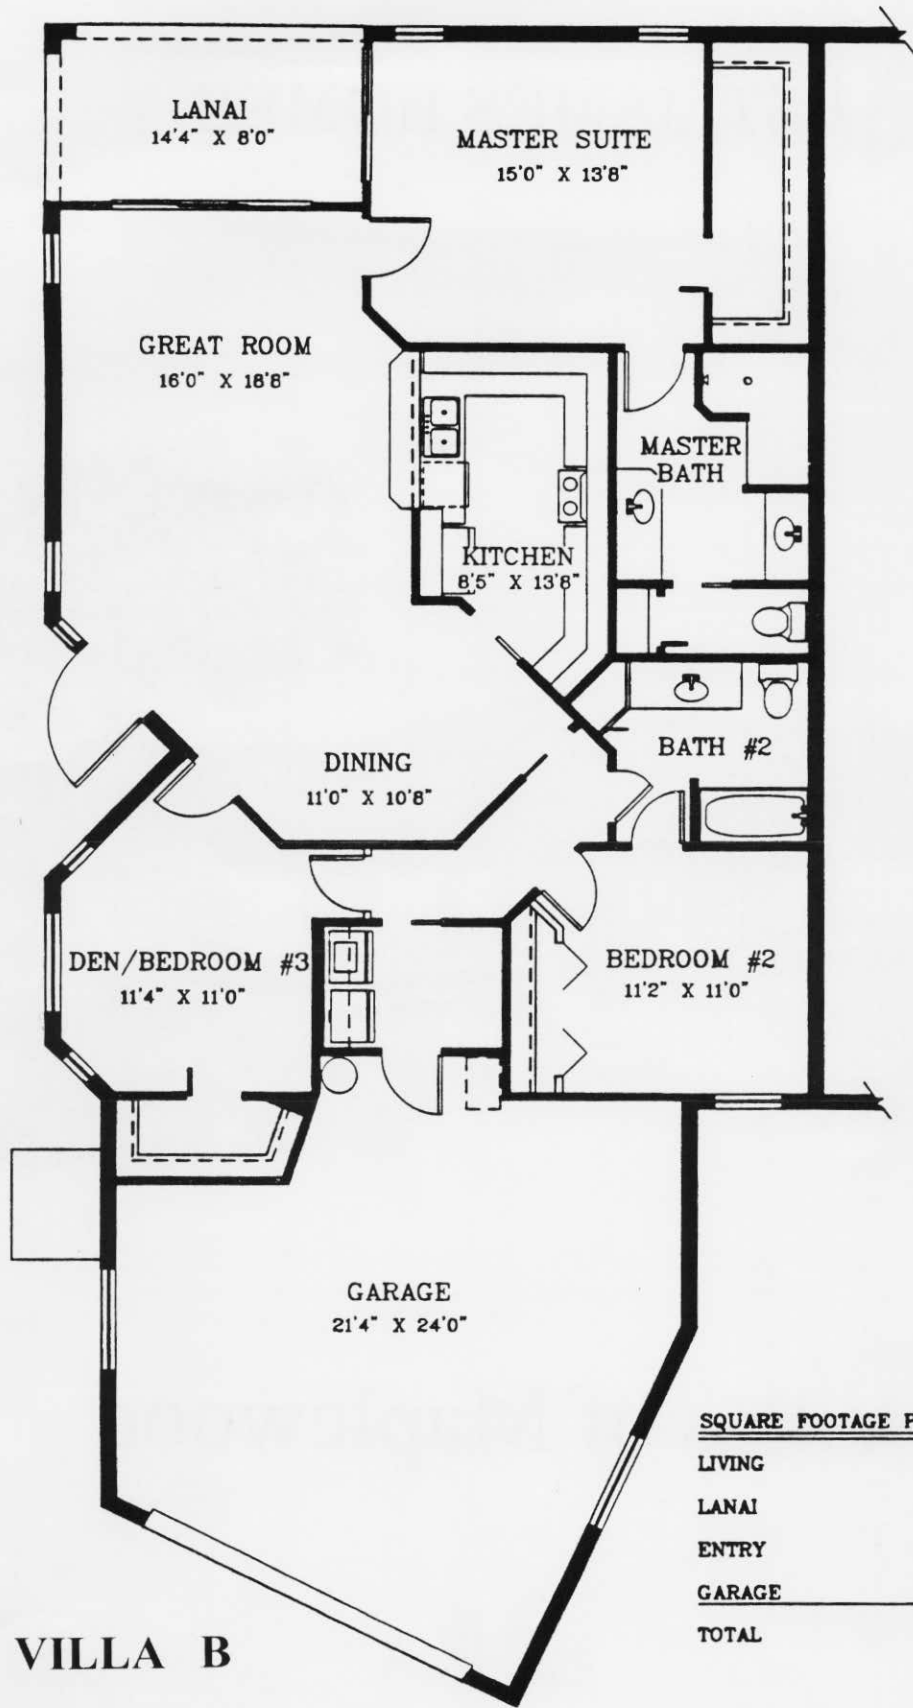 LANAI
14'4" X 8'0"
MASTER SUITE
15'0" X 13'8"
GREAT ROOM
16'0" X 18'8"
MASTER
BATH
KITCHEN
8'5" X 13'8"
BATH #2
DINING
11'0" X 10'8"
DEN/BEDROOM #3
11'4" X 11'0"
BEDROOM #2
11'2" X 11'0"
GARAGE
21'4" X 24'0"
SQUARE FOOTAGE
LIVING
LANAI
ENTRY
GARAGE
TOTAL
VILLA B